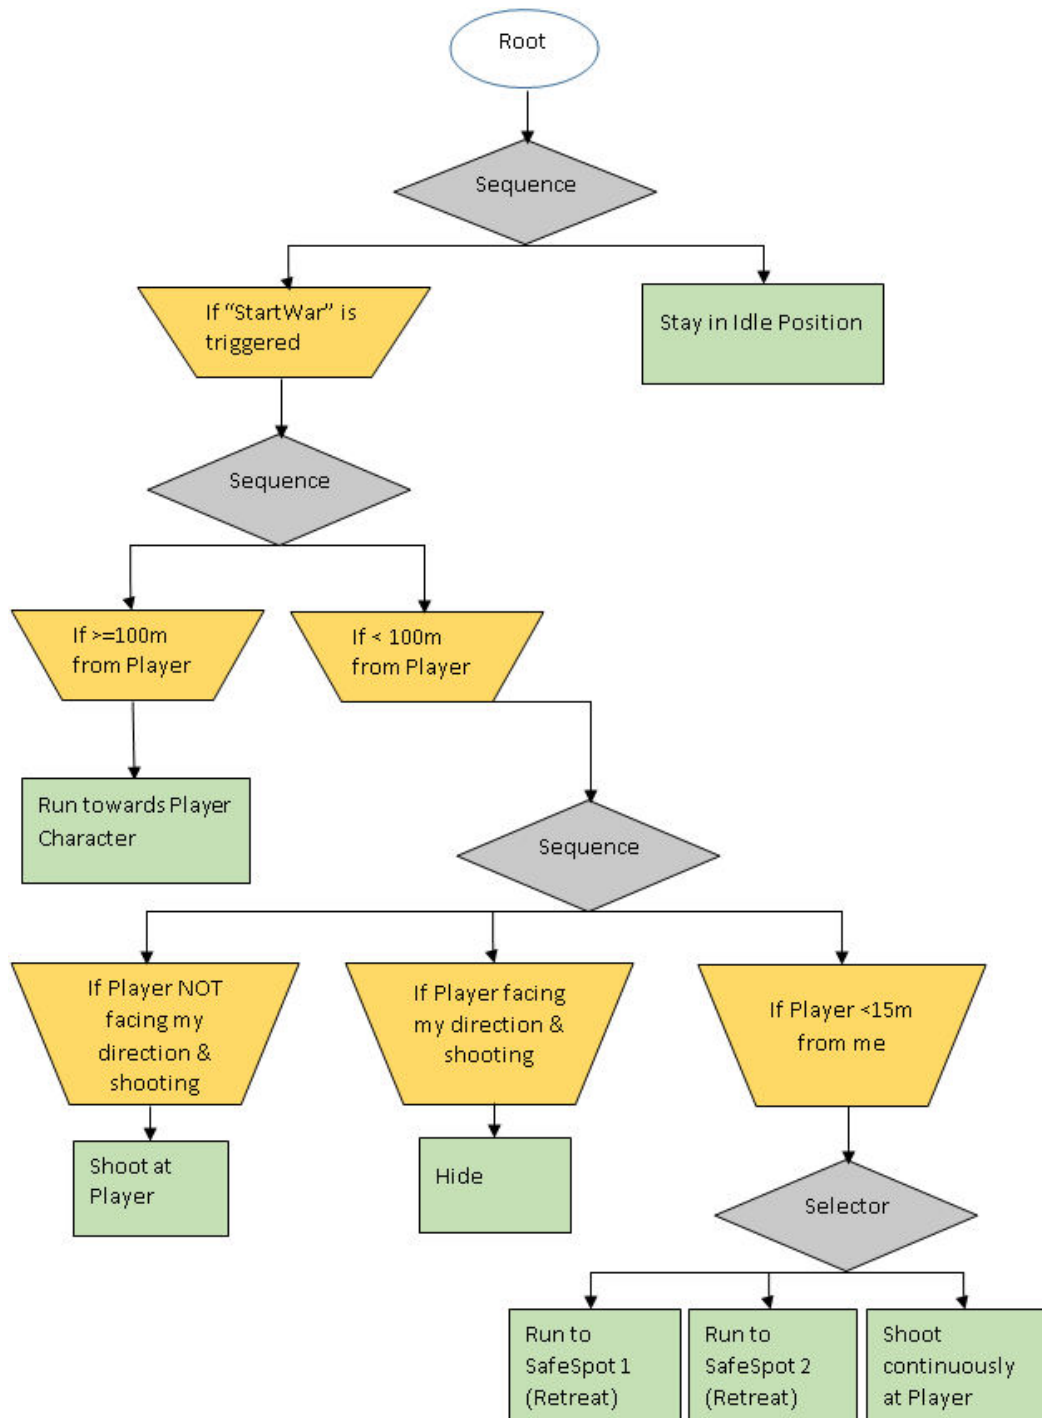 Root
Sequence
If “StartWar” is
triggered
Stay in Idle Position
Sequence
If >=100m
from Player
If < 100m
from Player
Run towards Player
Character
Sequence
If Player NOT
facing my
direction &
shooting
If Player facing
my direction &
shooting
If Player <15m
from me
Shoot at
Player
Hide
Selector
Run to
SafeSpot 1
(Retreat)
Run to
SafeSpot 2
(Retreat)
Shoot
continuously
at Player